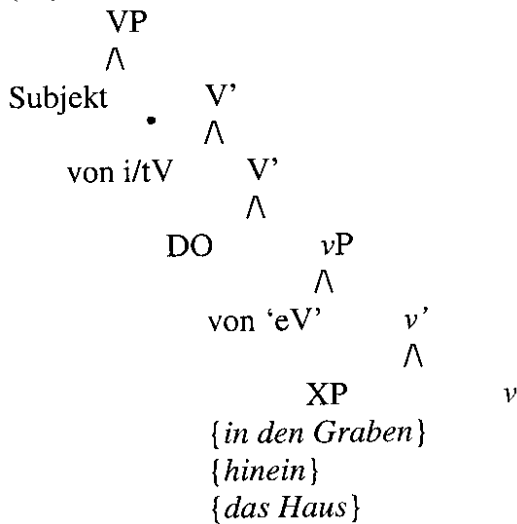 VP
/\
Subjekt V’
/\
von i/tV V’
/\
DO vP
/\
von ‘eV’ v’
/\
XP v
{in den Graben}
{hinein}
{das Haus}